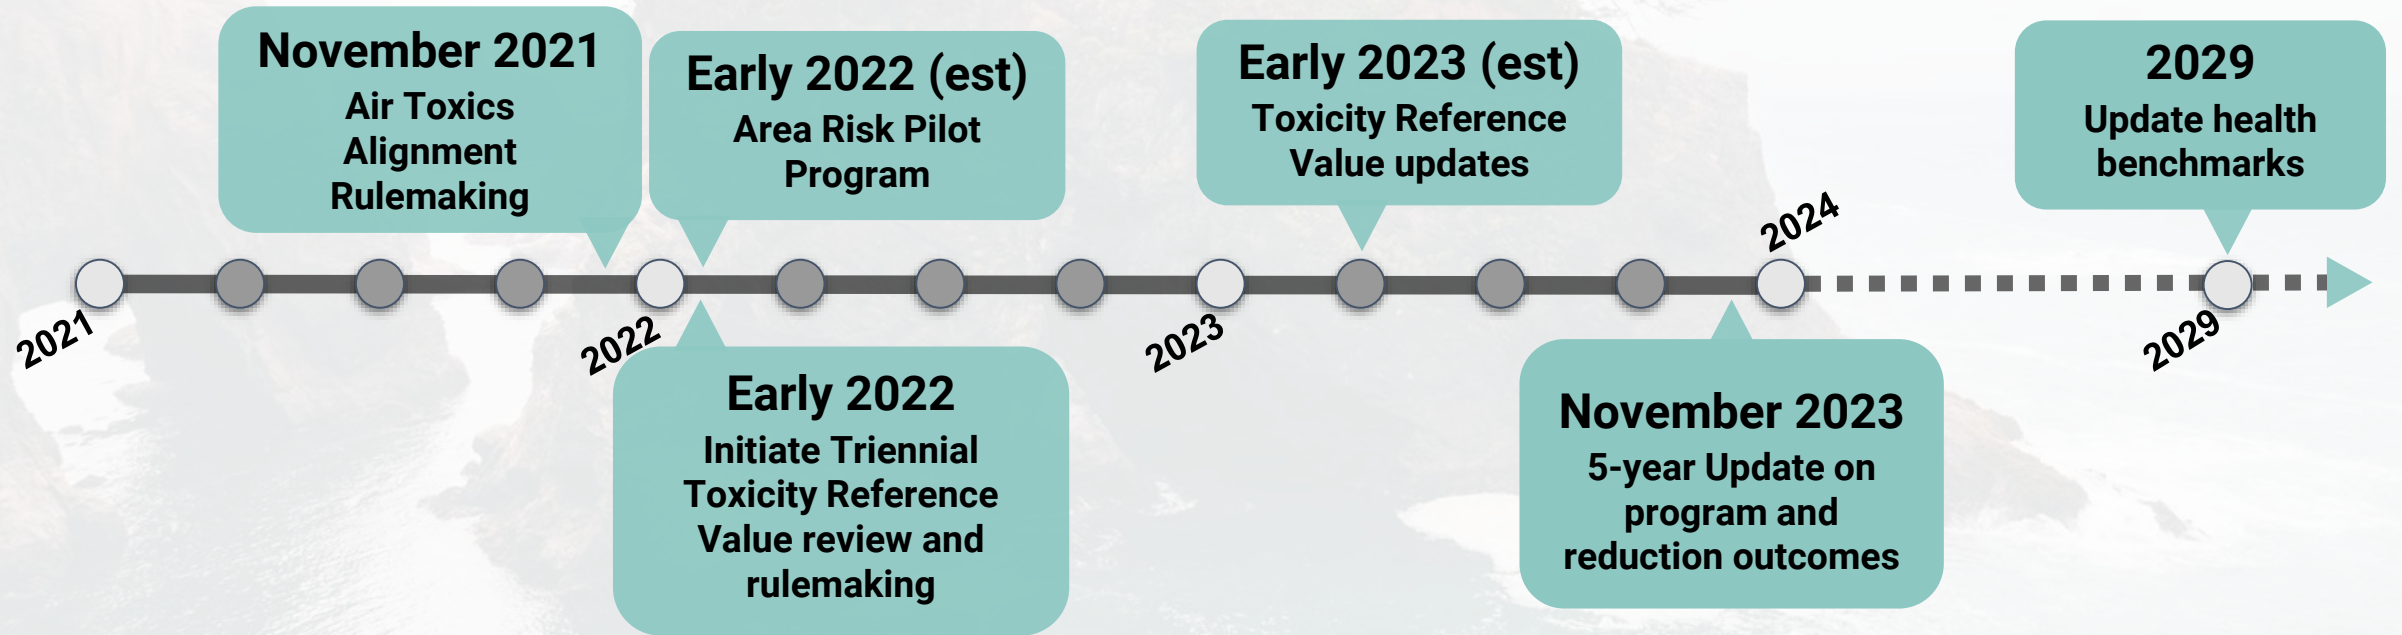 November 2021
Air Toxics
Alignment
Rulemaking
Early 2022 (est)
Area Risk Pilot
Program
Early 2023 (est)
Toxicity Reference
Value updates
2029
Update health
benchmarks
2021
2022
2023
2024
2029
Early 2022
Initiate Triennial
Toxicity Reference
Value review and
rulemaking
November 2023
5-year Update on
program and
reduction outcomes